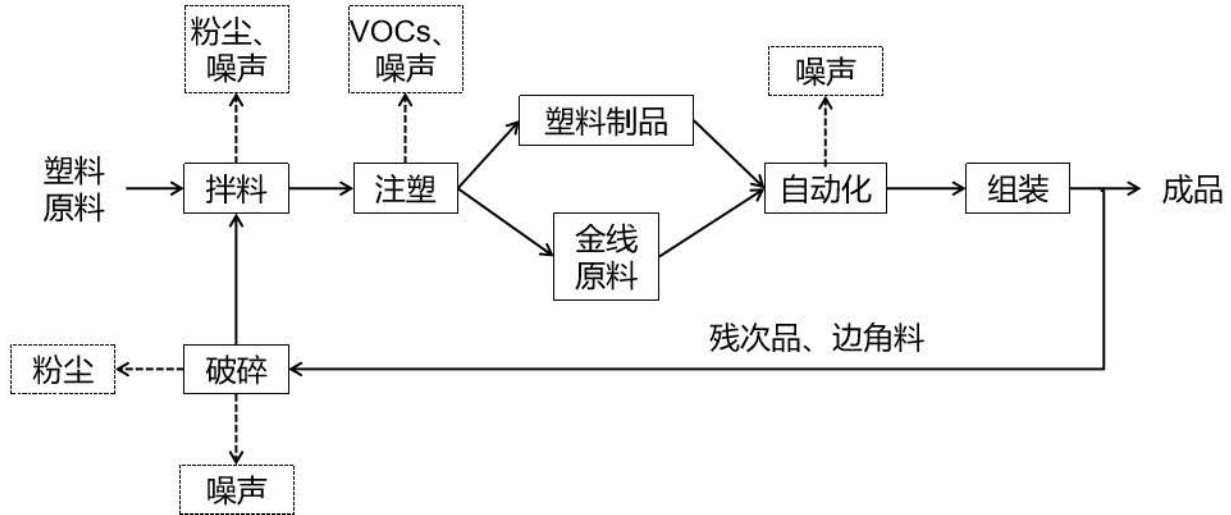 粉尘、
噪声
VOCs、
噪声
噪声
塑料制品
塑料
原料
拌料
注塑
自动化
组装
成品
金线
原料
残次品、边角料
粉尘
破碎
噪声